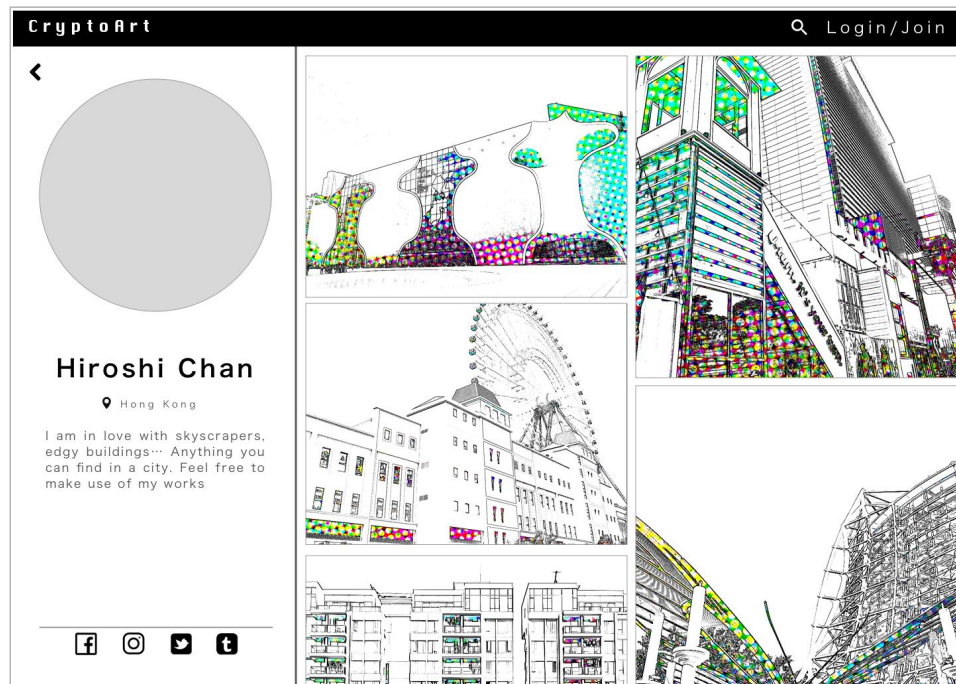 CryptoArt
Login/Join
Hiroshi Chan
Hong Kong
I am in love with skyscrapers,
edgy buildings… Anything you
can find in a city. Feel free to
make use of my works